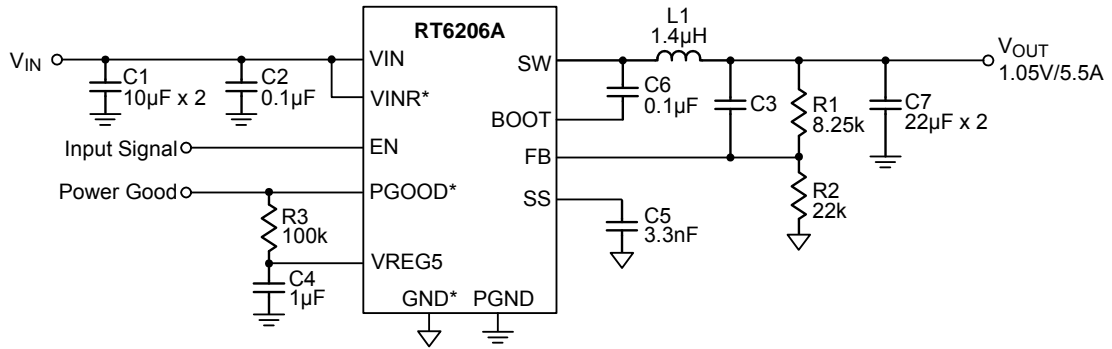 RT6206A
VIN
C1
10μF x 2
C2
0.1μF
VIN
VINR*
Input Signal
EN
Power Good
PGOOD*
R3
100k
VREG5
C4
1μF
GND*
PGND
SW
L1
1.4μH
C6
0.1μF
BOOT
C3
R1
8.25k
C7
22μF x 2
VOUT
1.05V/5.5A
FB
R2
22k
SS
C5
3.3nF